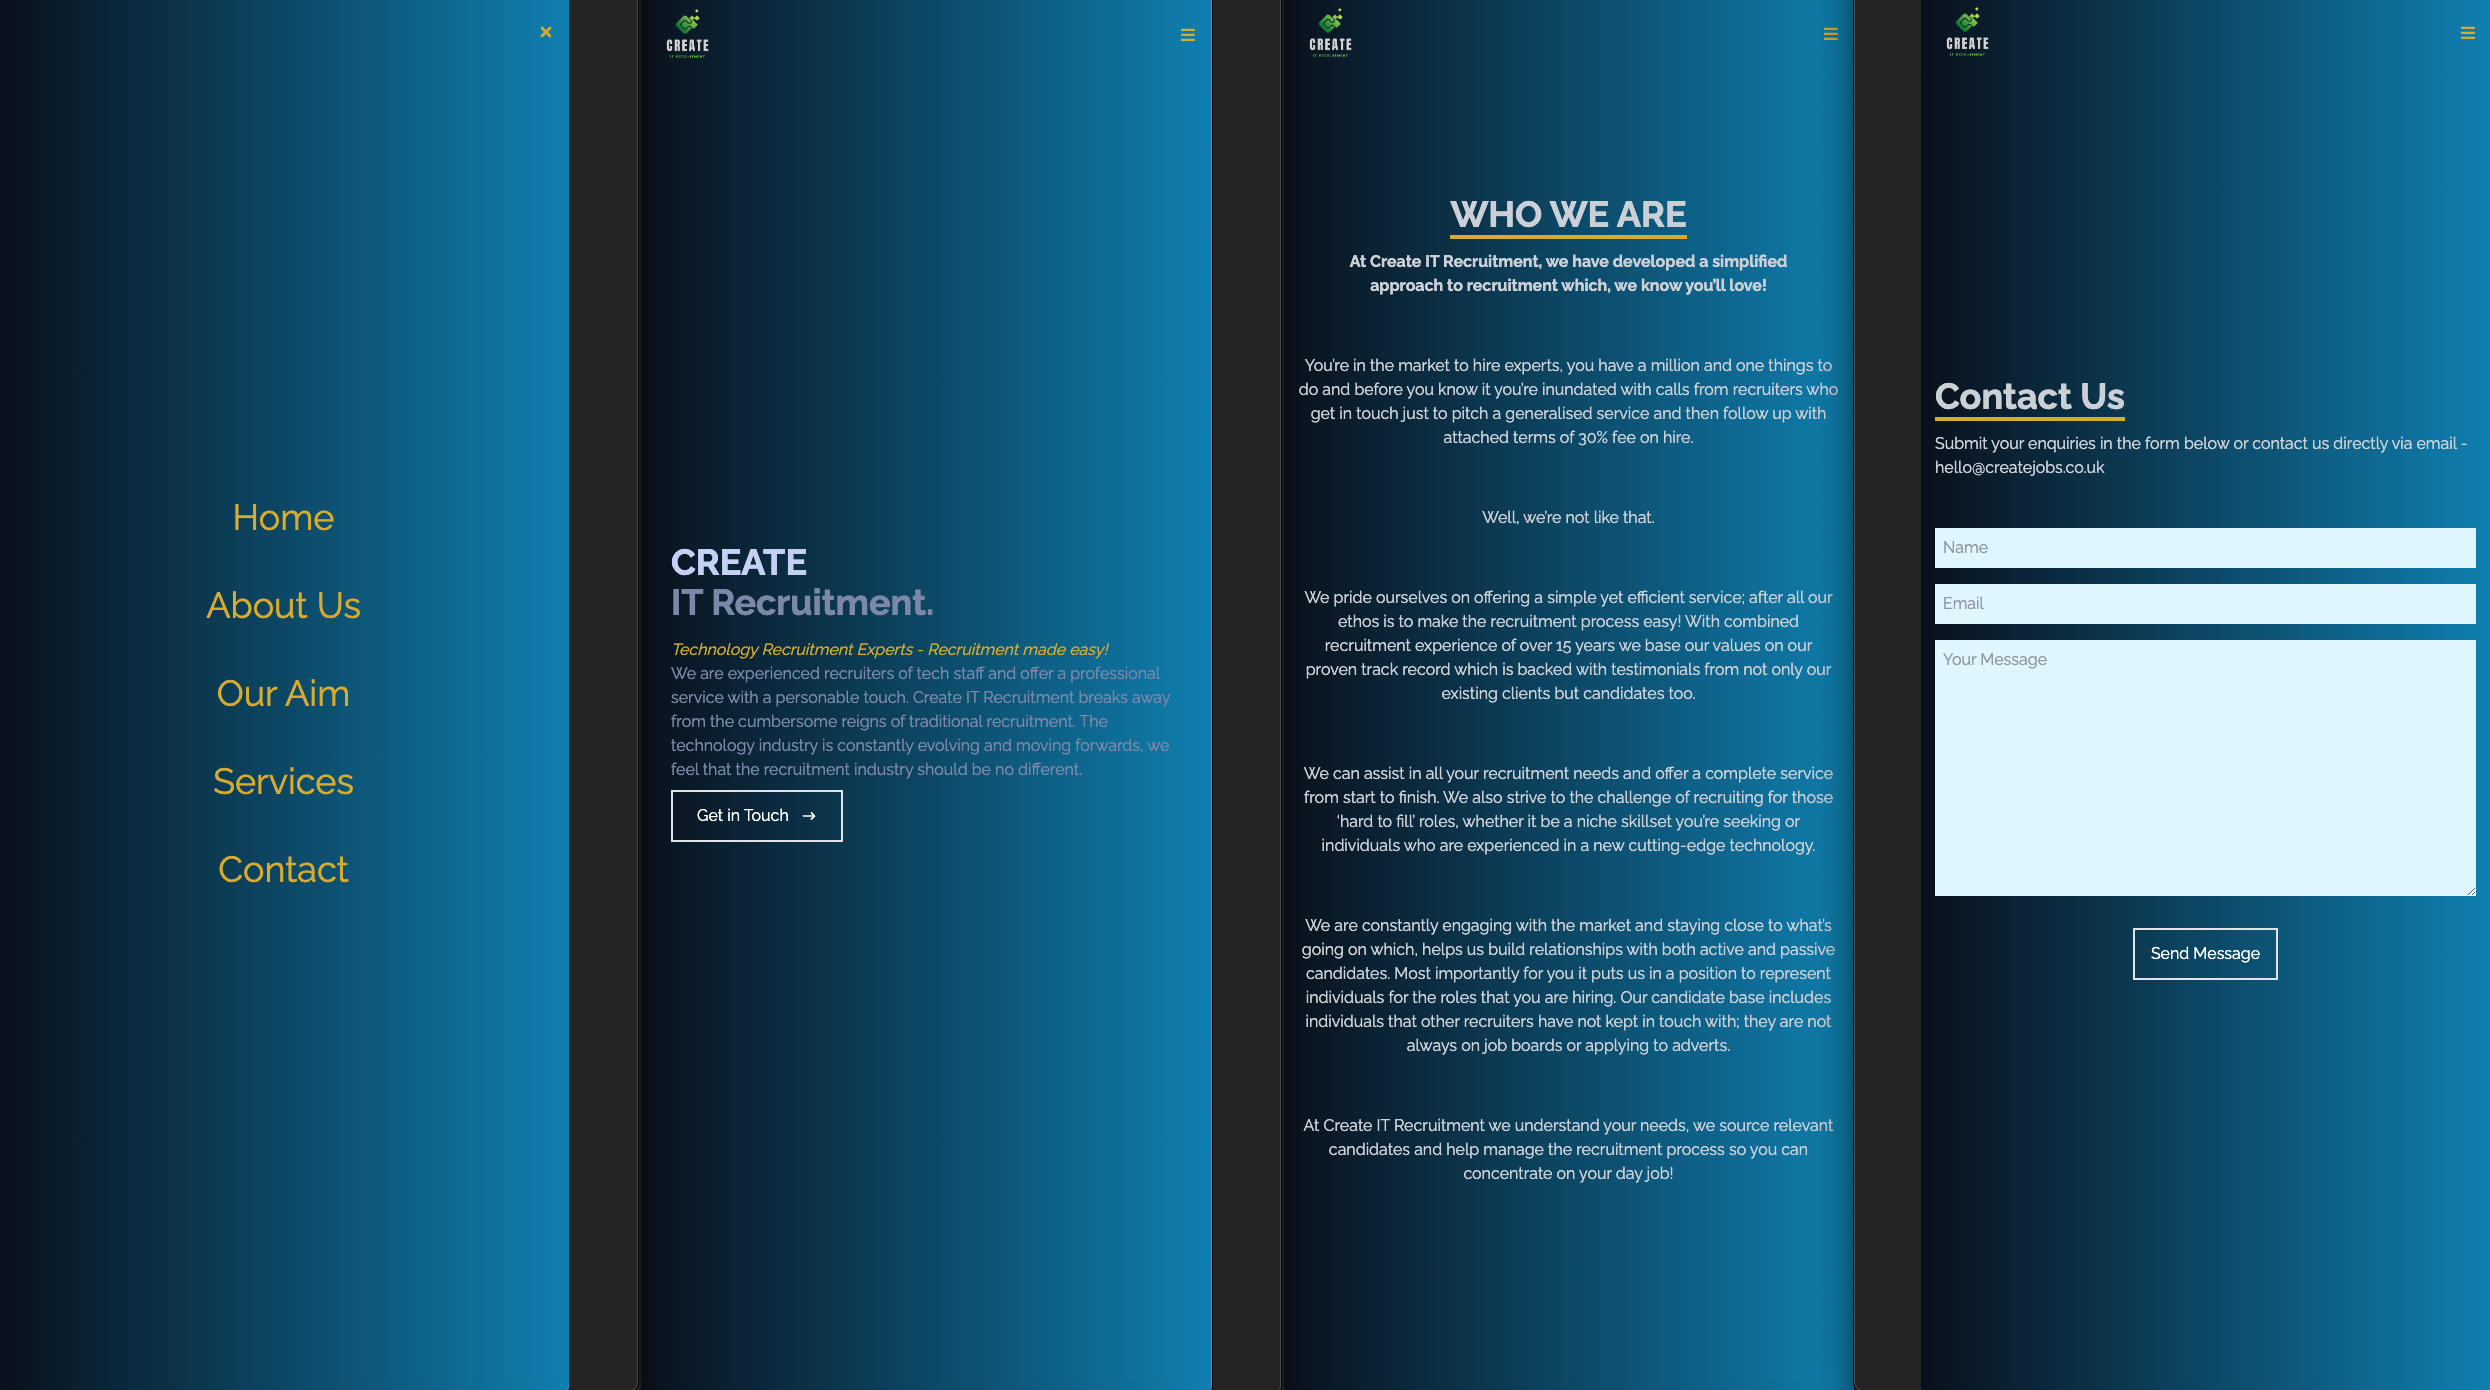 Home
About Us
Our Aim
Services
Contact
CREATE
IT RECRUITMENT
CREATE
IT Recruitment.
Technology Recruitment Experts - Recruitment made easy!
We are experienced recruiters of tech staff and offer a professional
service with a personable touch. Create IT Recruitment breaks away
from the cumbersome reigns of traditional recruitment. The
technology industry is constantly evolving and moving forwards, we
feel that the recruitment industry should be no different.
Get in Touch →
CREATE
IT RECRUITMENT
WHO WE ARE
At Create IT Recruitment, we have developed a simplified
approach to recruitment which, we know you'll love!
You're in the market to hire experts, you have a million and one things to
do and before you know it you're inundated with calls from recruiters who
get in touch just to pitch a generalised service and then follow up with
attached terms of 30% fee on hire.
Well, we're not like that.
We pride ourselves on offering a simple yet efficient service; after all our
ethos is to make the recruitment process easy! With combined
recruitment experience of over 15 years we base our values on our
proven track record which is backed with testimonials from not only our
existing clients but candidates too.
We can assist in all your recruitment needs and offer a complete service
from start to finish. We also strive to the challenge of recruiting for those
‘hard to fill’ roles, whether it be a niche skillset you're seeking or
individuals who are experienced in a new cutting-edge technology.
We are constantly engaging with the market and staying close to what's
going on which, helps us build relationships with both active and passive
candidates. Most importantly for you it puts us in a position to represent
individuals for the roles that you are hiring. Our candidate base includes
individuals that other recruiters have not kept in touch with; they are not
always on job boards or applying to adverts.
At Create IT Recruitment we understand your needs, we source relevant
candidates and help manage the recruitment process so you can
concentrate on your day job!
CREATE
IT RECRUITMENT
Contact Us
Submit your enquiries in the form below or contact us directly via email -
hello@createjobs.co.uk
Name
Email
Your Message
Send Message